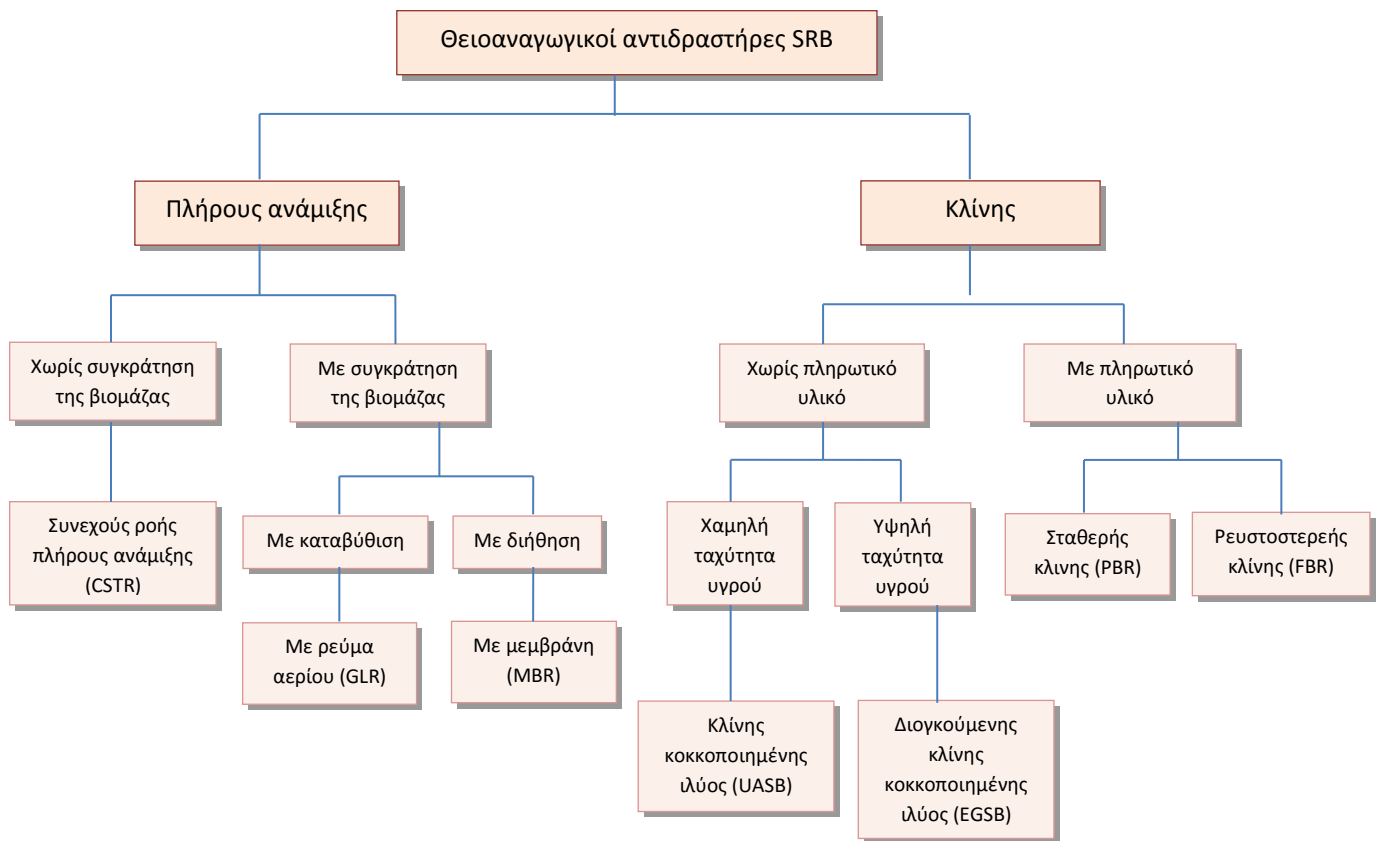 Θειοαναγωγικοί αντιδραστήρες SRB
Πλήρους ανάμιξης
Κλίνης
Χωρίς συγκράτηση
της βιομάζας
Με συγκράτηση
της βιομάζας
Χωρίς πληρωτικό
υλικό
Με πληρωτικό
υλικό
Συνεχούς ροής
πλήρους ανάμιξης
(CSTR)
Με καταβύθιση
Με διήθηση
Χαμηλή
ταχύτητα
υγρού
Υψηλή
ταχύτητα
υγρού
Σταθερής
κλινης (PBR)
Ρευστοστερεής
κλίνης (FBR)
Με ρεύμα
αερίου (GLR)
Με μεμβράνη
(MBR)
Κλίνης
κοκκοποιημένης
ιλύος (UASB)
Διογκούμενης
κλίνης
κοκκοποιημένης
ιλύος (EGSB)